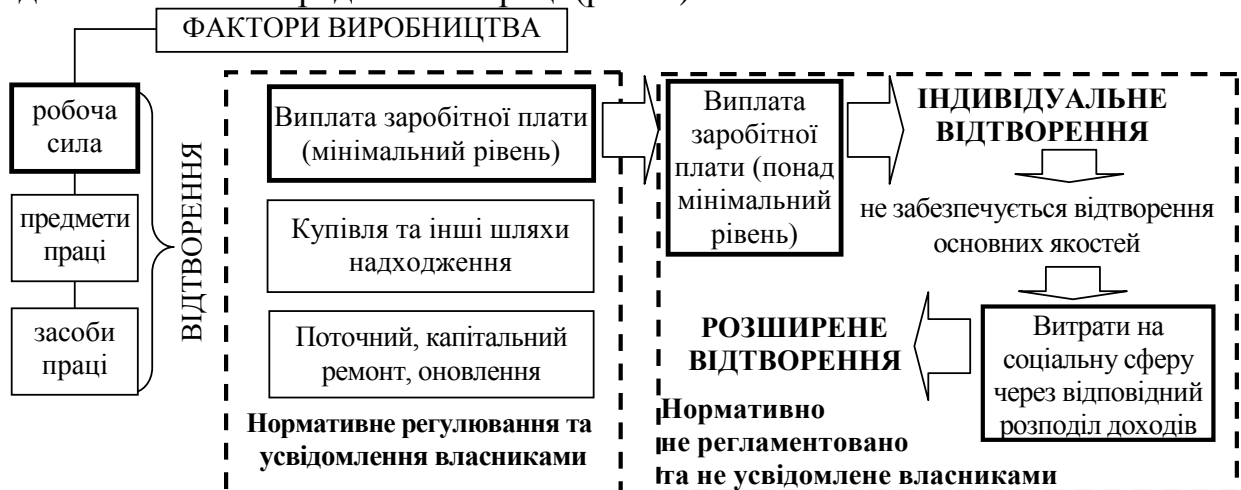 ФАКТОРИ ВИРОБНИЦТВА
робоча
сила
предмети
праці
засоби
праці
ВІДТВОРЕННЯ
Виплата заробітної плати
(мінімальний рівень)
Купівля та інші шляхи
надходження
Поточний, капітальний
ремонт, оновлення
Нормативне регулювання та
усвідомлення власниками
Виплата
заробітної
плати (понад
мінімальний
рівень)
ІНДИВІДУАЛЬНЕ
ВІДТВОРЕННЯ
не забезпечується відтворення
основних якостей
Витрати на
соціальну сферу
через відповідний
розподіл доходів
РОЗШИРЕНЕ
ВІДТВОРЕННЯ
Нормативно
не регламентовано
та не усвідомлене власниками